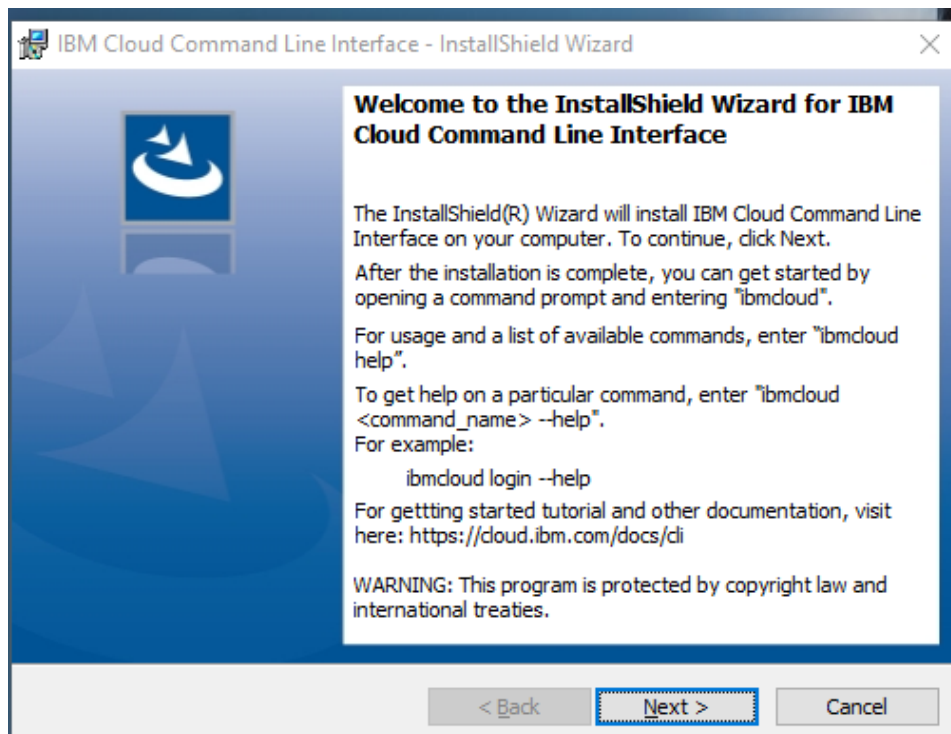 IBM Cloud Command Line Interface - InstallShield Wizard
Welcome to the InstallShield Wizard for IBM
Cloud Command Line Interface
The InstallShield(R) Wizard will install IBM Cloud Command Line
Interface on your computer. To continue, click Next.
After the installation is complete, you can get started by
opening a command prompt and entering "ibmcloud".
For usage and a list of available commands, enter “ibmcloud
help”.
To get help on a particular command, enter "ibmcloud
<command_name> --help".
For example:
ibmcloud login --help
For gettting started tutorial and other documentation, visit
here: https://cloud.ibm.com/docs/cli
WARNING: This program is protected by copyright law and
international treaties.
< Back Next > Cancel